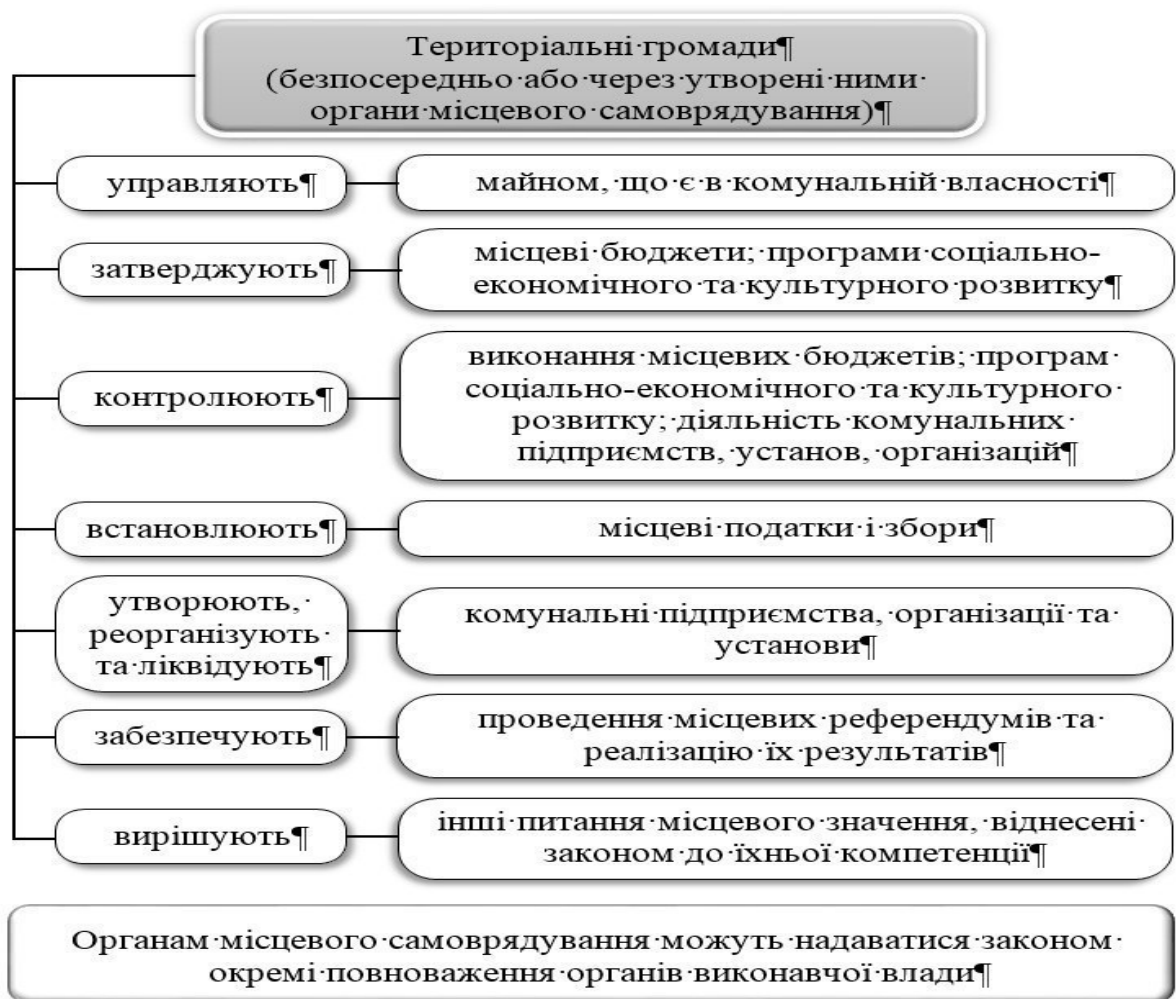 Територіальні·громади¶
(безпосередньо·або·через·утворені·ними·
органи·місцевого·самоврядування)¶
управляють¶
майном,·що·є·в·комунальній·власності¶
затверджують¶
місцеві·бюджети;·програми·соціально-
економічного·та·культурного·розвитку¶
контролюють¶
виконання·місцевих·бюджетів;·програм·
соціально-економічного·та·культурного·
розвитку;·діяльність·комунальних·
підприємств,·установ,·організацій¶
встановлюють¶
місцеві·податки·і·збори¶
утворюють,·
реорганізують·
та·ліквідують¶
комунальні·підприємства,·організації·та·
установи¶
забезпечують¶
проведення·місцевих·референдумів·та·
реалізацію·їх·результатів¶
вирішують¶
інші·питання·місцевого·значення,·віднесені·
законом·до·їхньої·компетенції¶
Органам·місцевого·самоврядування·можуть·надаватися·законом·
окремі·повноваження·органів·виконавчої·влади¶